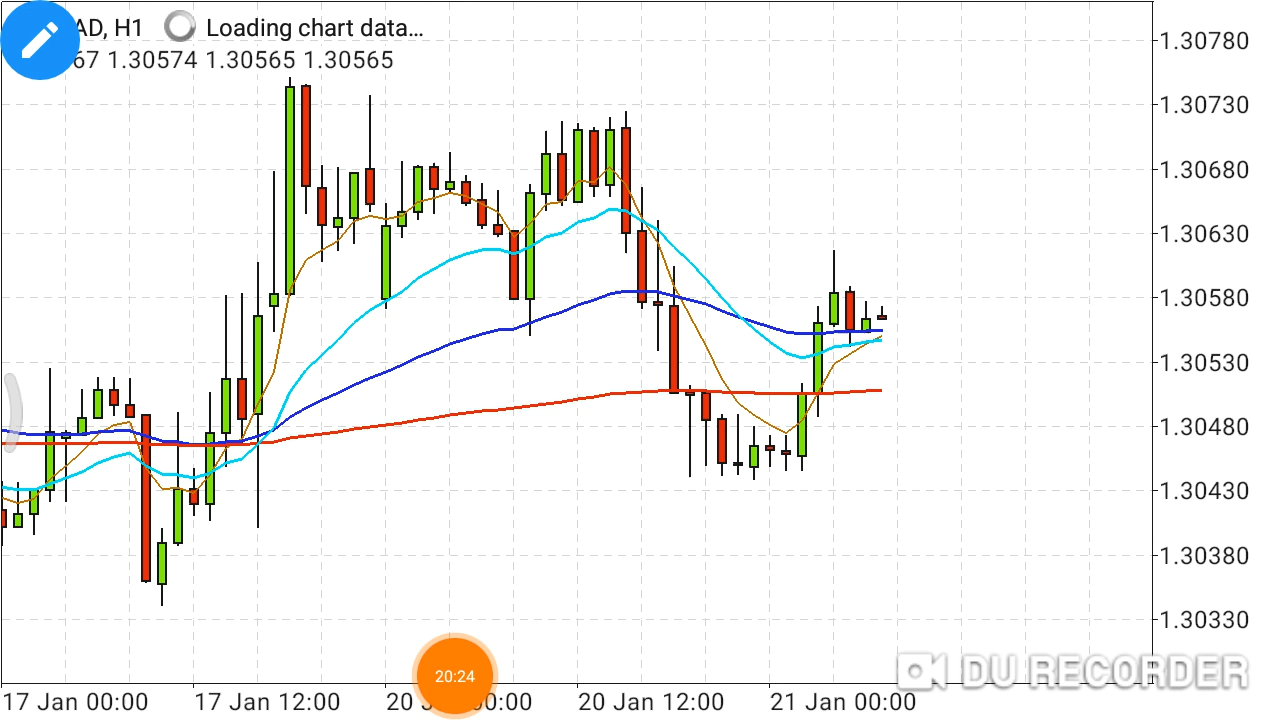 AD, H1 Loading chart data...
67 1.30574 1.30565 1.30565
1.30780
1.30730
1.30680
1.30630
1.30580
1.30530
1.30480
1.30430
1.30380
1.30330
20:24
DU RECORDER
17 Jan 00:00 17 Jan 12:00 20 00:00 20 Jan 12:00 21 Jan 00:00